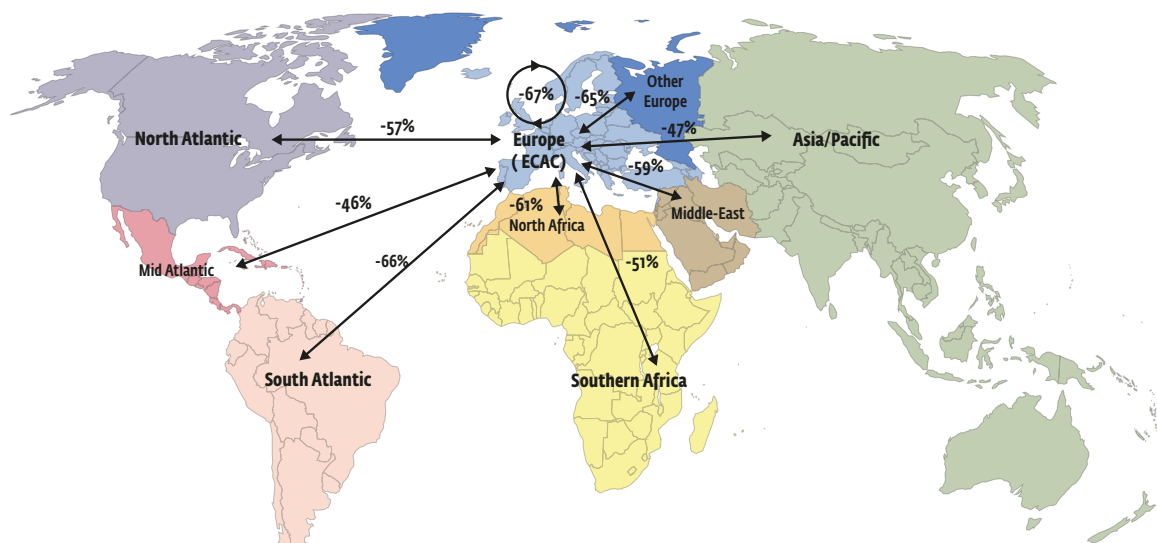 -67%
-65%
Other
Europe
North Atlantic
-57%
Europe
( ECAC)
-47%
Asia/Pacific
-59%
-46%
-61%
North Africa
Middle-East
Mid Atlantic
-66%
-51%
South Atlantic
Southern Africa